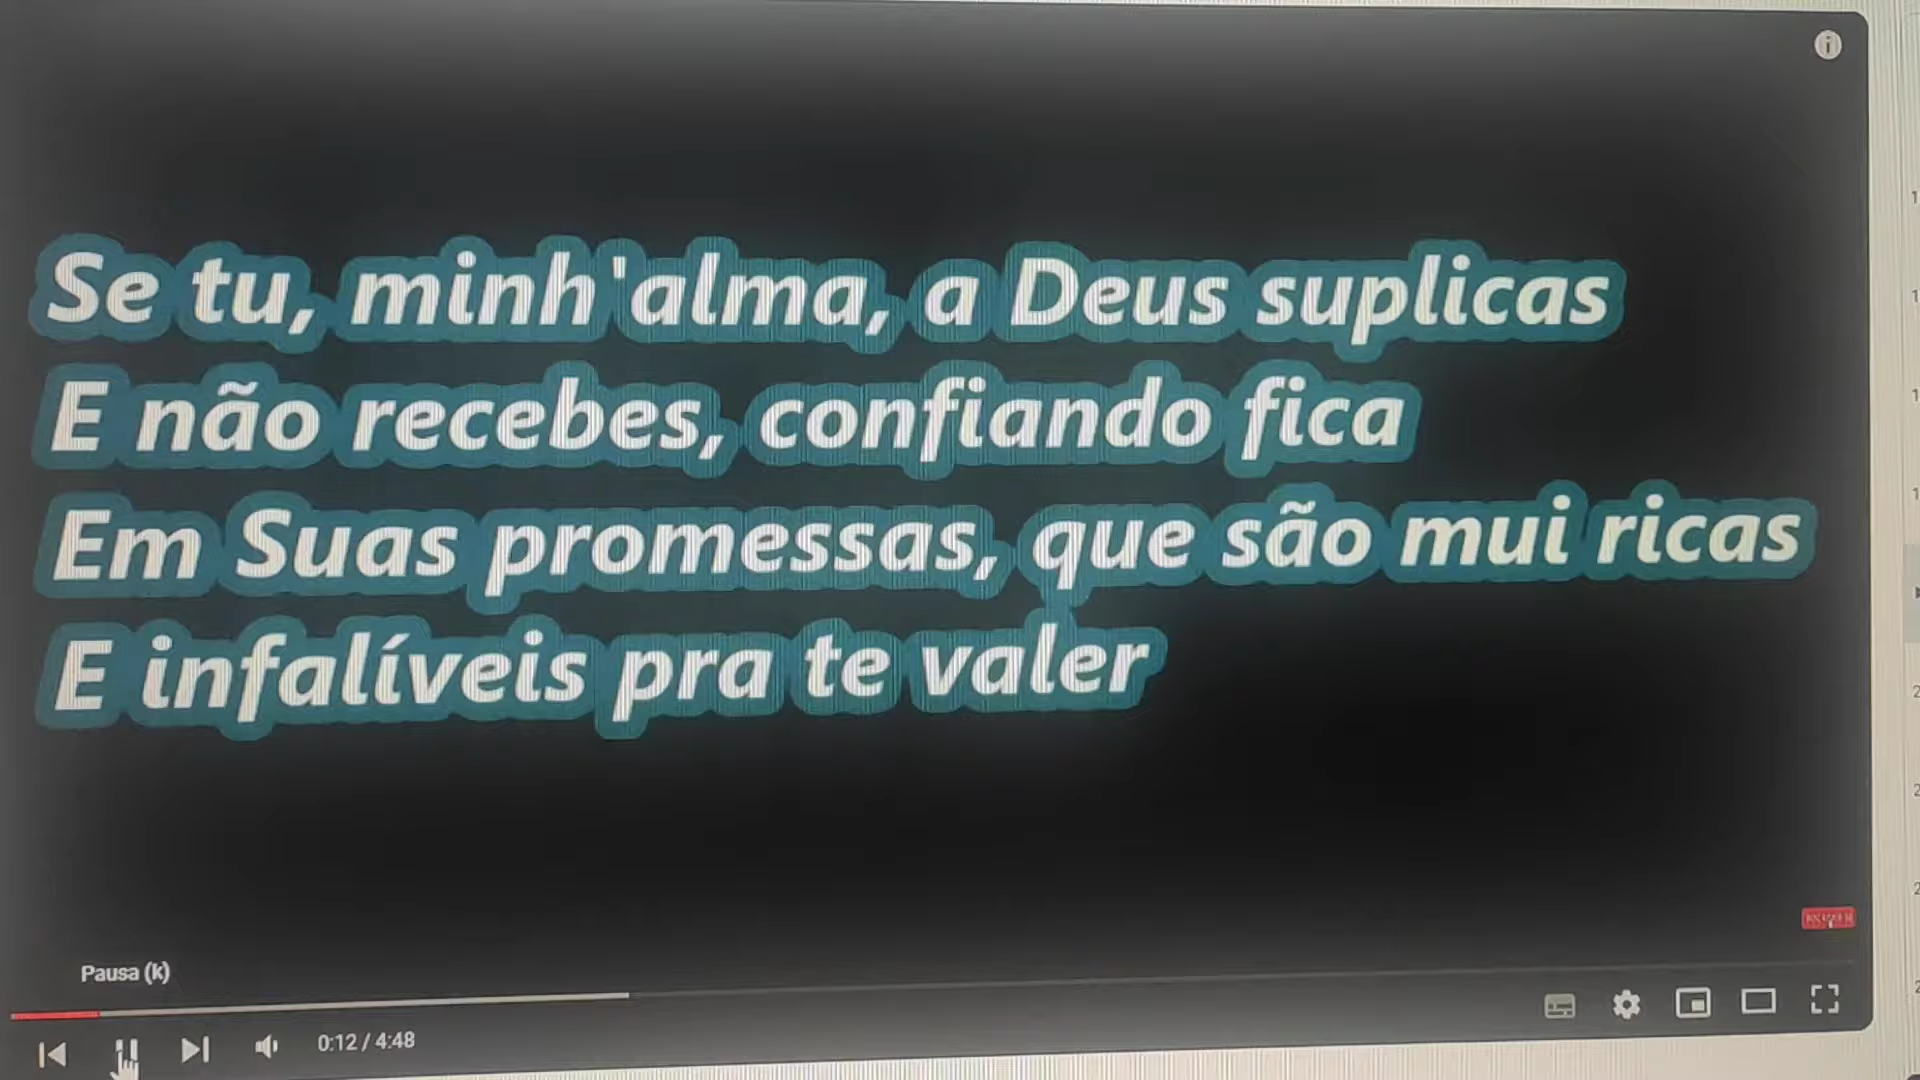 Se tu, minh'alma, a Deus suplicas
E não recebes, confiando fica
Em Suas promessas, que são mui ricas
E infalíveis pra te valer
Pausa (k)
0:12 / 4:48